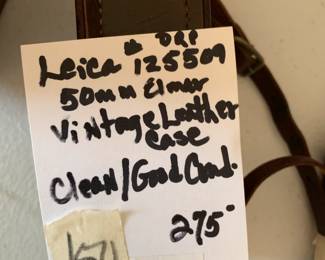 Leica # DRP
125509
50mm Elmar
Vintage Leather
Case
Clean/Good Cond.
275-